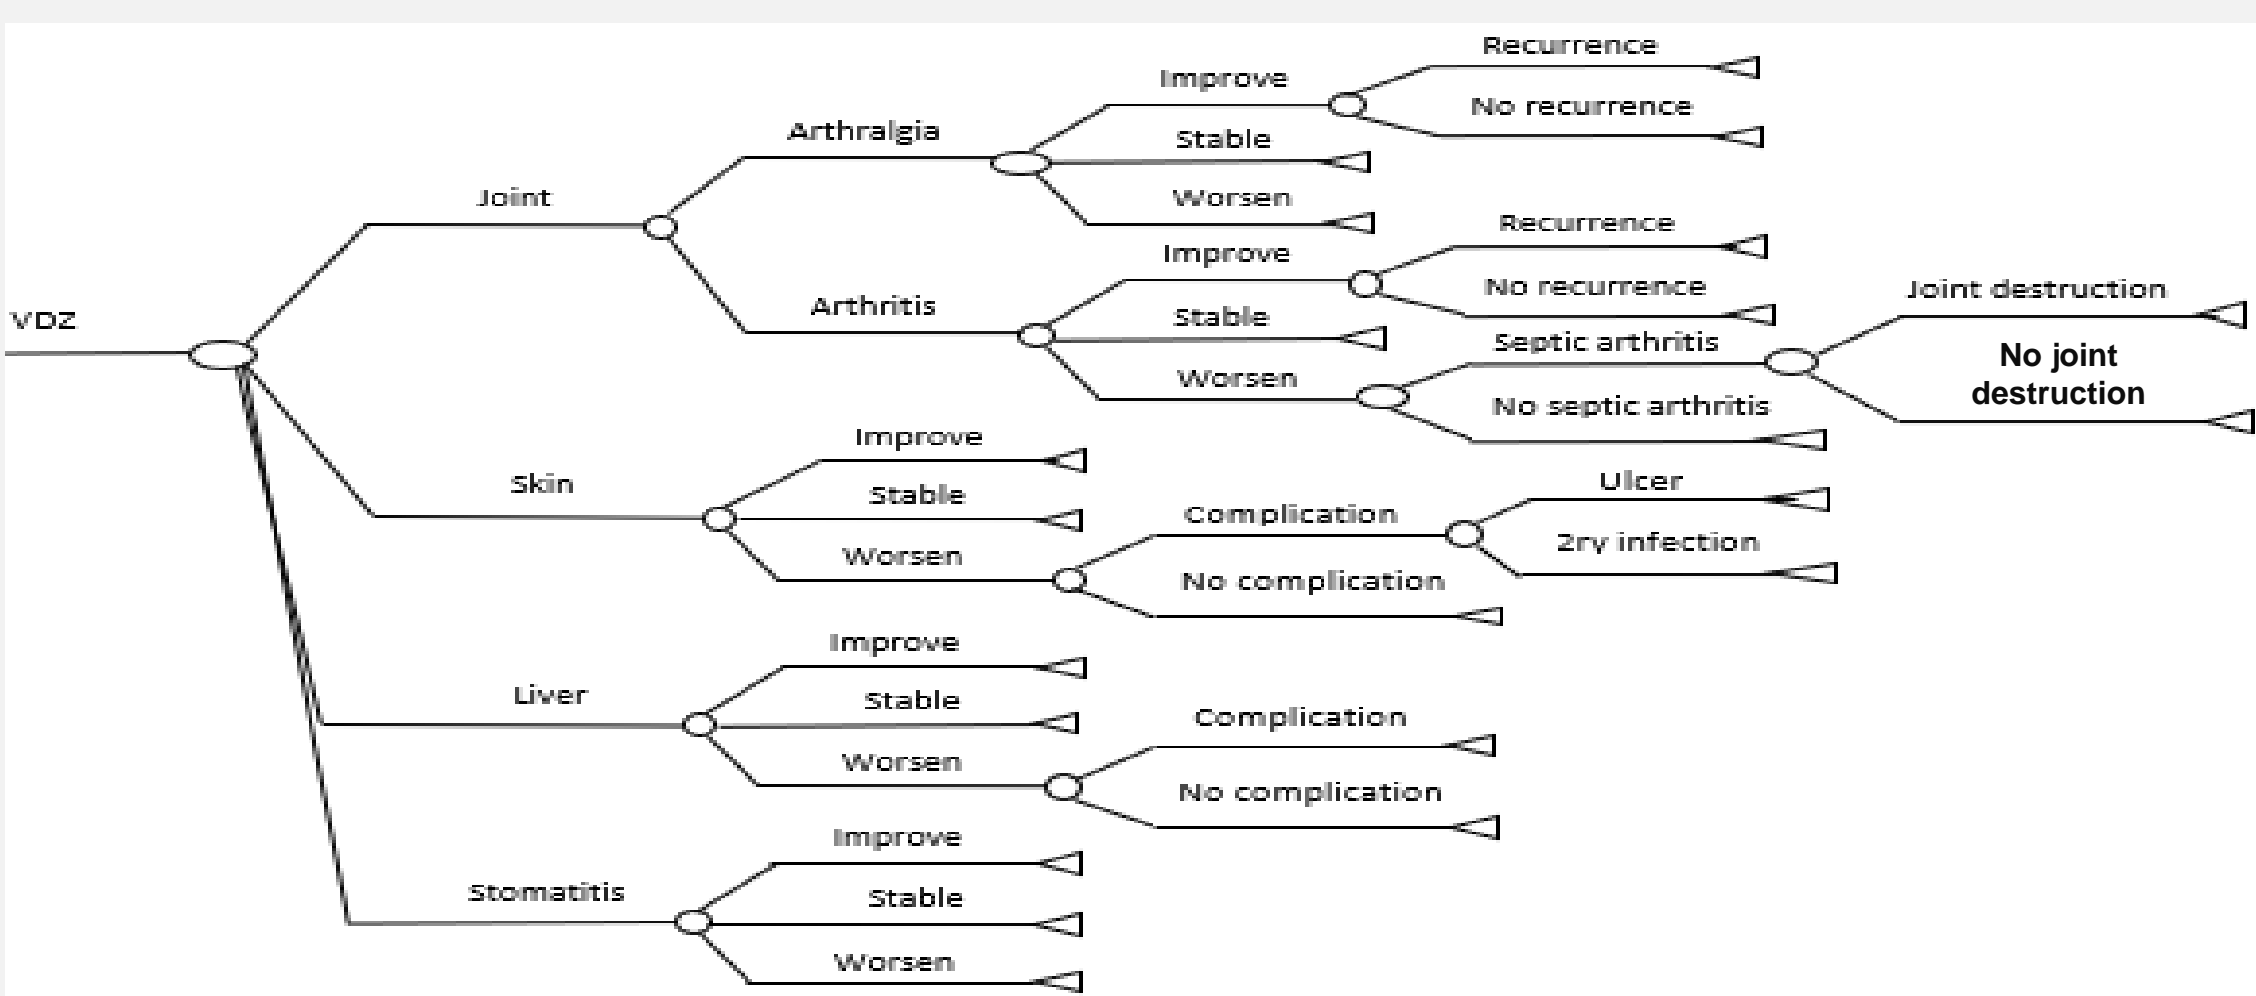 Recurrence
Improve
No recurrence
Arthralgia
Stable
Joint
Worsen
Recurrence
Improve
No recurrence
Joint destruction
Arthritis
Stable
VDZ
Septic arthritis
No joint
destruction
Worsen
No septic arthritis
Improve
Skin
Stable
Ulcer
Complication
2ry infection
Worsen
No complication
Improve
Liver
Stable
Complication
Worsen
No complication
Improve
Stomatitis
Stable
Worsen